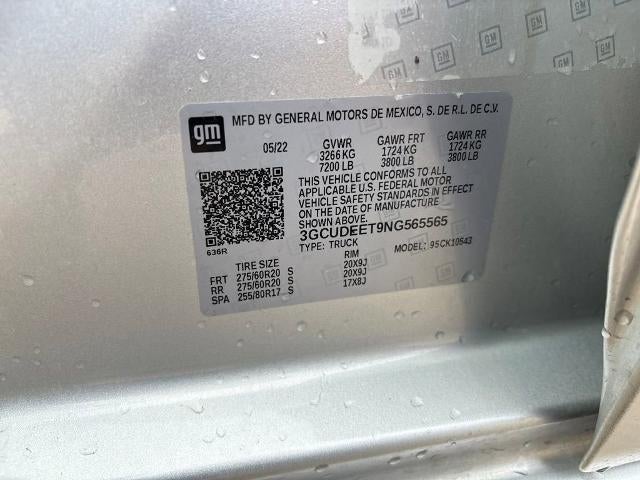 gm
MFD BY GENERAL MOTORS DE MEXICO, S. DE R.L. DE C.V.
05/22 GVWR GAWR FRT GAWR RR
3266 KG 1724 KG 1724 KG
7200 LB 3800 LB 3800 LB
THIS VEHICLE CONFORMS TO ALL
APPLICABLE U.S. FEDERAL MOTOR
VEHICLE SAFETY STANDARDS IN EFFECT
ON THE DATE OF MANUFACTURE
SHOWN ABOVE.
3GCUDEET9NG565565
636R TYPE: TRUCK MODEL: 95CK10543
TIRE SIZE RIM
FRT 275/60R20 S 20X9J
RR 275/60R20 S 20X9J
SPA 255/80R17 S 17X8J